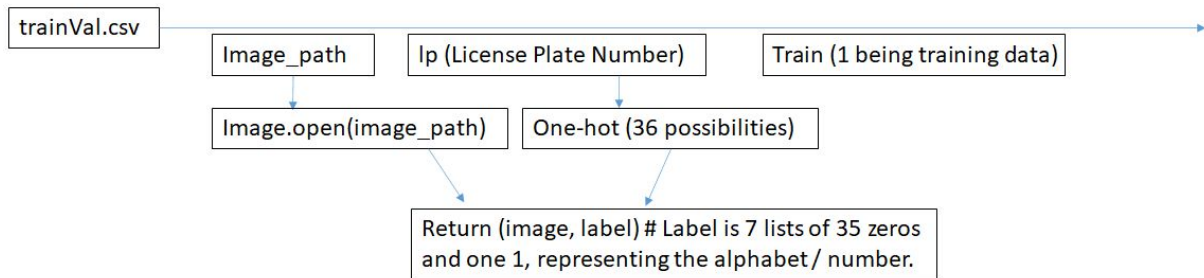 trainVal.csv
Image_path
lp (License Plate Number)
Train (1 being training data)
Image.open(image_path)
One-hot (36 possibilities)
Return (image, label) # Label is 7 lists of 35 zeros
and one 1, representing the alphabet / number.